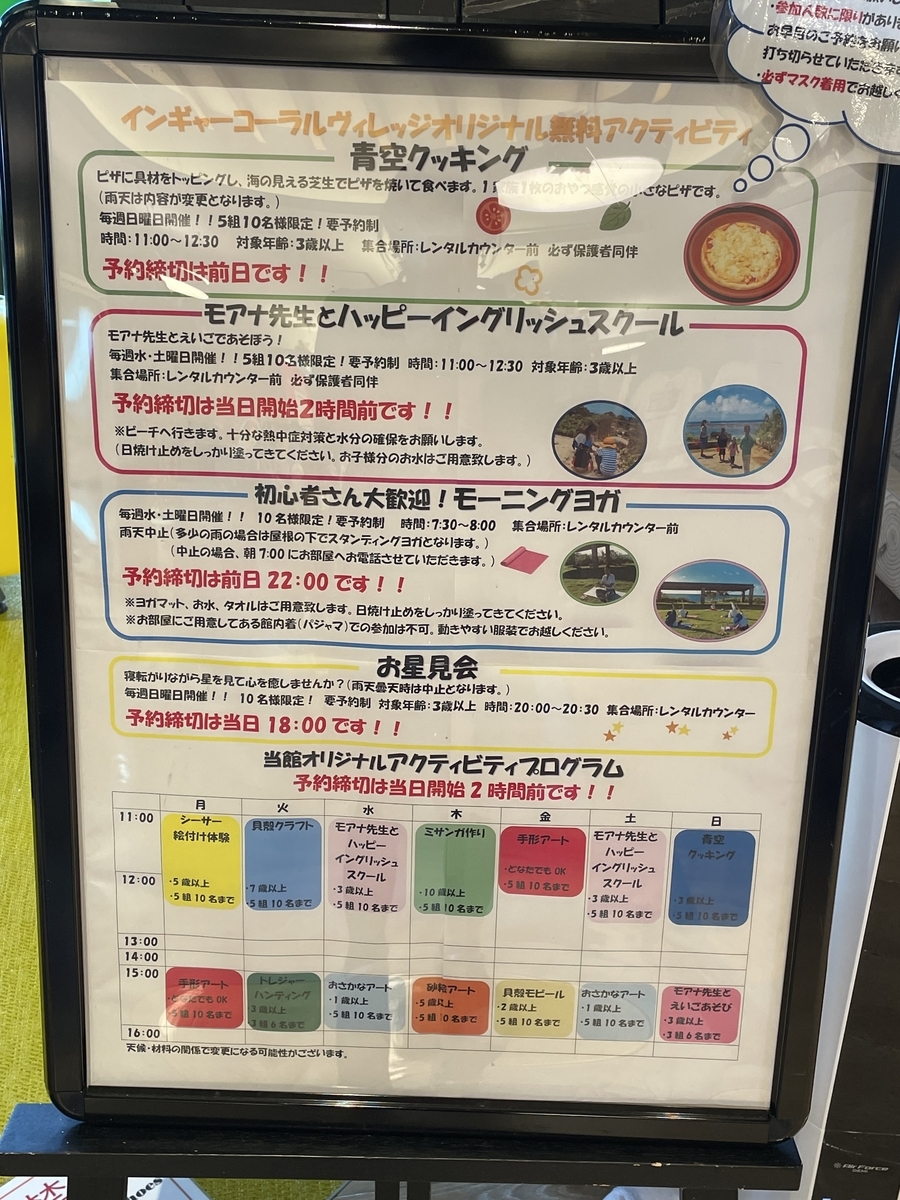 ・参加人数に限りがあり
お早目のご予約をお願い
打ち切らせていただき
・必ずマスク着用でお越しく
インギャーコーラルヴィレッジオリジナル無料アクティビティ
青空クッキング
ピザに具材をトッピングし、海の見える芝生でピザを焼いて食べます。1家族1枚のおやつ感覚の小さなピザです。
(雨天は内容が変更となります。)
毎週日曜日開催!!5組10名様限定!要予約制
時間:11:00～12:30 対象年齢:3歳以上 集合場所:レンタルカウンター前 必ず保護者同伴
予約締切は前日です!!
モアナ先生とハッピーイングリッシュスクール
モアナ先生とえいごであそぼう!
毎週水・土曜日開催!!5組10名様限定!要予約制 時間:11:00～12:30 対象年齢:3歳以上
集合場所:レンタルカウンター前 必ず保護者同伴
予約締切は当日開始2時間前です!!
※ビーチへ行きます。十分な熱中症対策と水分の確保をお願いします。
(日焼け止めをしっかり塗ってきてください。お子様分のお水はご用意致します。)
初心者さん大歓迎!モーニングヨガ
毎週水・土曜日開催!! 10名様限定!要予約制 時間:7:30～8:00 集合場所:レンタルカウンター前
雨天中止(多少の雨の場合は屋根の下でスタンディングヨガとなります。)
(中止の場合、朝7:00にお部屋へお電話させていただきます。)
予約締切は前日 22:00 です!!
※ヨガマット、お水、タオルはご用意致します。日焼け止めをしっかり塗ってきてください。
※お部屋にご用意してある館内着(パジャマ)での参加は不可。動きやすい服装でお越しください。
お星見会
寝転がりながら星を見て心を癒しませんか?(雨天曇天時は中止となります。)
毎週日曜日開催!! 10名様限定! 要予約制 対象年齢:3歳以上 時間:20:00～20:30 集合場所:レンタルカウンター
予約締切は当日 18:00 です!!
当館オリジナルアクティビティプログラム
予約締切は当日開始2時間前です!!
月 火 水 木 金 土 日
11:00
シーサー
絵付け体験
・5歳以上
・5組10名まで
貝殻クラフト
・7歳以上
・5組10名まで
モアナ先生と
ハッピー
イングリッシュ
スクール
・3歳以上
・5組10名まで
ミサンガ作り
・10歳以上
・5組10名まで
手形アート
・どなたでもOK
・5組10名まで
モアナ先生と
ハッピー
イングリッシュ
スクール
・3歳以上
・5組10名まで
青空
クッキング
・3歳以上
・5組10名まで
12:00
13:00
14:00
15:00
手形アート
・どなたでもOK
・5組10名まで
トレジャー
ハンティング
・3歳以上
・3組6名まで
おさかなアート
・1歳以上
・5組10名まで
砂絵アート
・5歳以上
・5組10名まで
貝殻モビール
・2歳以上
・5組10名まで
おさかなアート
・1歳以上
・5組10名まで
モアナ先生と
えいごあそび
・3歳以上
・3組6名まで
16:00
天候・材料の関係で変更になる可能性がございます。
Air Force